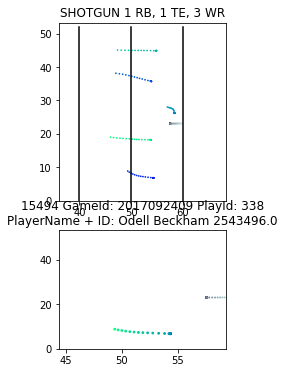 SHOTGUN 1 RB, 1 TE, 3 WR
50
40
30
20
10
0
40 50 60
15494 GameId: 2017092409 PlayId: 338
PlayerName + ID: Odell Beckham 2543496.0
40
20
0
45 50 55